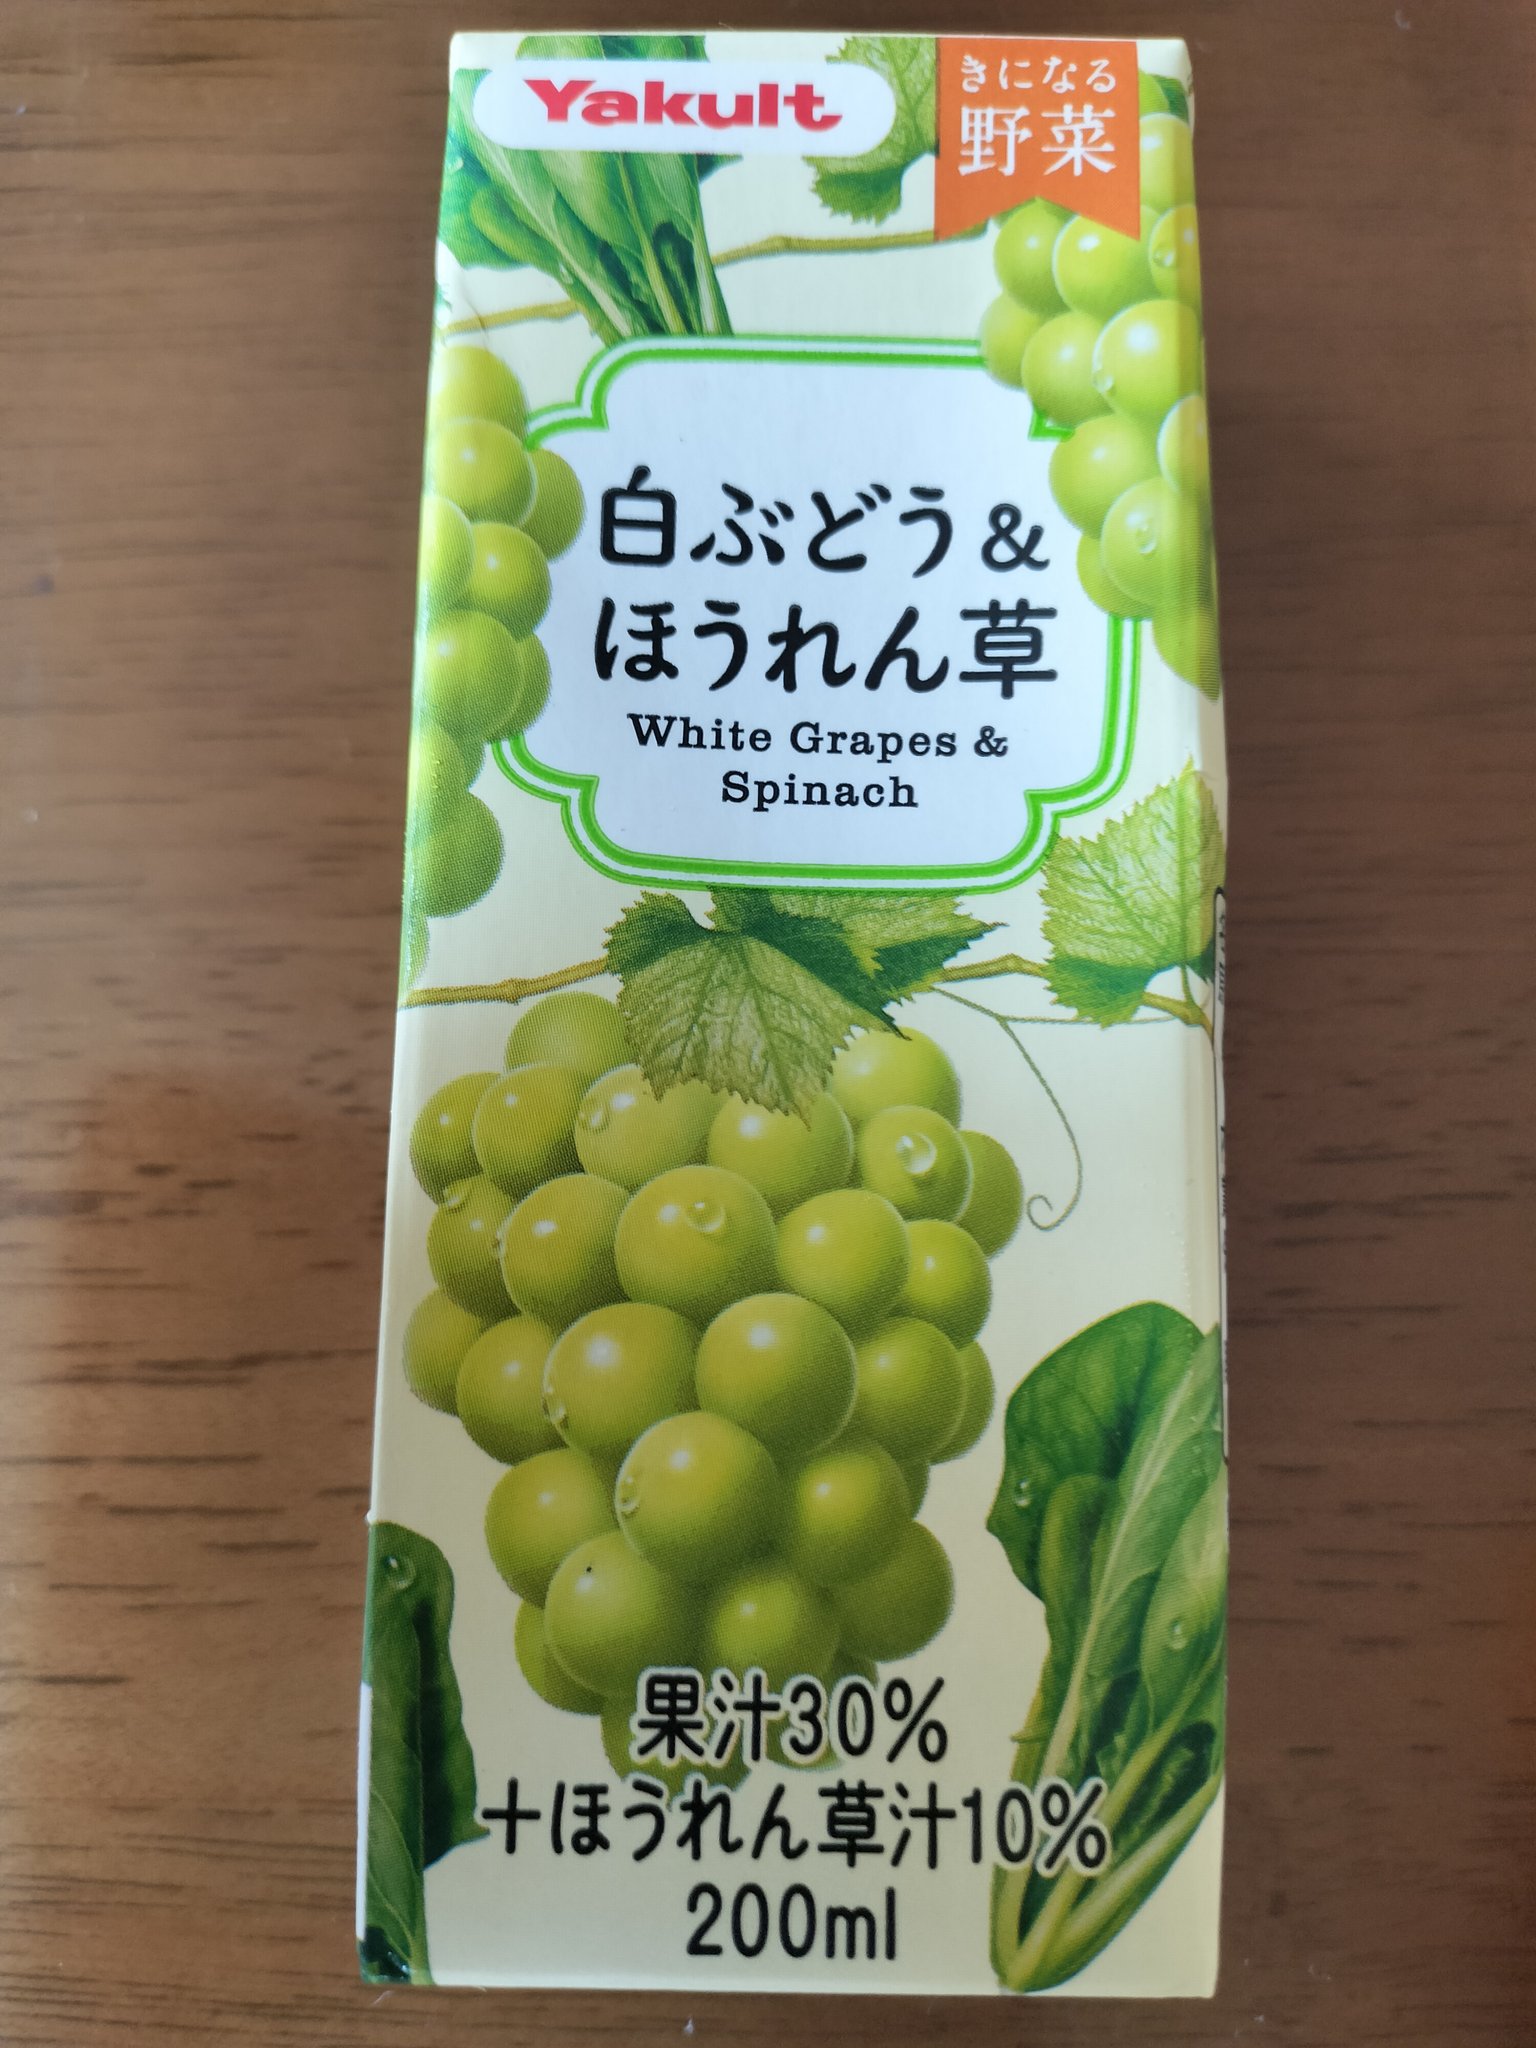 Yakult
きになる
野菜
白ぶどう&
ほうれん草
White Grapes &
Spinach
果汁30%
+ほうれん草汁10%
200ml